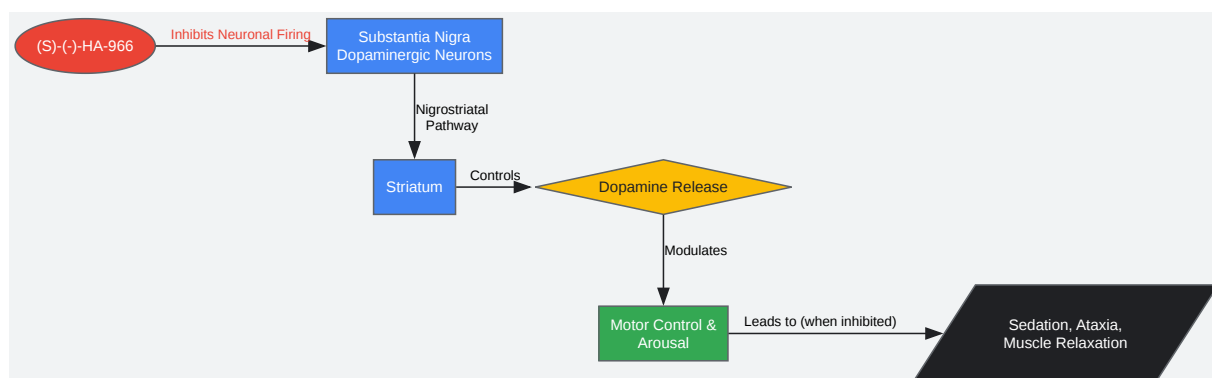 (S)-(-)-HA-966
Inhibits Neuronal Firing
Substantia Nigra
Dopaminergic Neurons
Nigrostriatal
Pathway
Striatum
Controls
Dopamine Release
Modulates
Motor Control &
Arousal
Leads to (when inhibited)
Sedation, Ataxia,
Muscle Relaxation